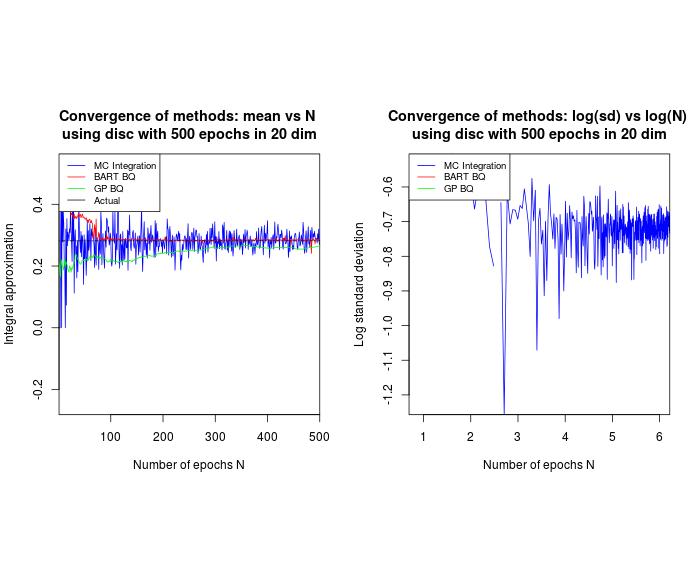 Convergence of methods: mean vs N
using disc with 500 epochs in 20 dim
MC Integration
BART BQ
GP BQ
Actual
Integral approximation
0.4
0.2
0.0
-0.2
100
200
300
400
500
Number of epochs N
Convergence of methods: log(sd) vs log(N)
using disc with 500 epochs in 20 dim
MC Integration
BART BQ
GP BQ
Log standard deviation
-0.6
-0.7
-0.8
-0.9
-1.0
-1.1
-1.2
1
2
3
4
5
6
Number of epochs N